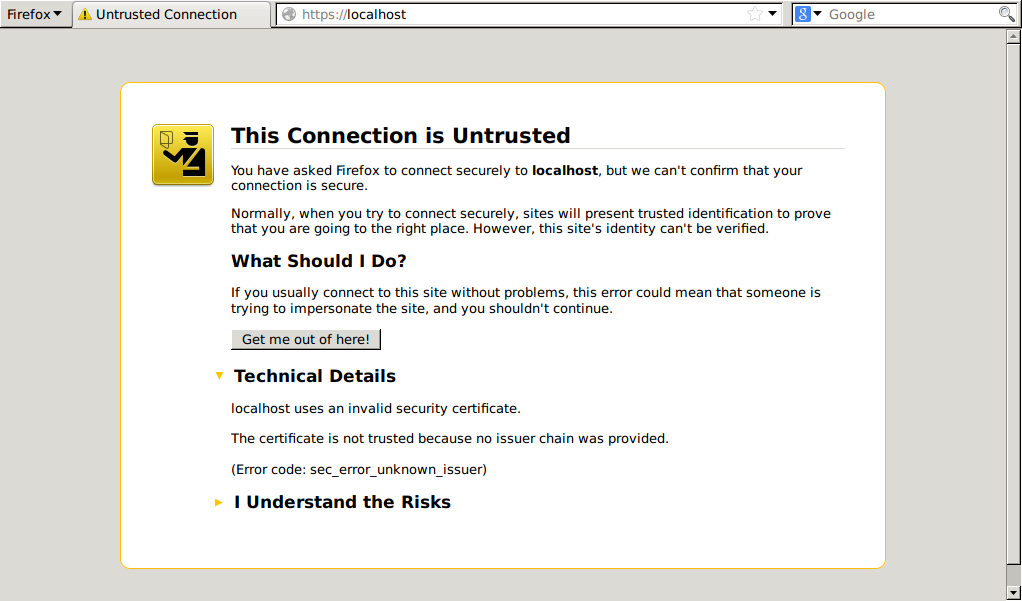 Firefox
Untrusted Connection
https://localhost
8
Google
This Connection is Untrusted
You have asked Firefox to connect securely to localhost, but we can't confirm that your
connection is secure.
Normally, when you try to connect securely, sites will present trusted identification to prove
that you are going to the right place. However, this site's identity can't be verified.
What Should I Do?
If you usually connect to this site without problems, this error could mean that someone is
trying to impersonate the site, and you shouldn't continue.
Get me out of here!
Technical Details
localhost uses an invalid security certificate.
The certificate is not trusted because no issuer chain was provided.
(Error code: sec_error_unknown_issuer)
I Understand the Risks